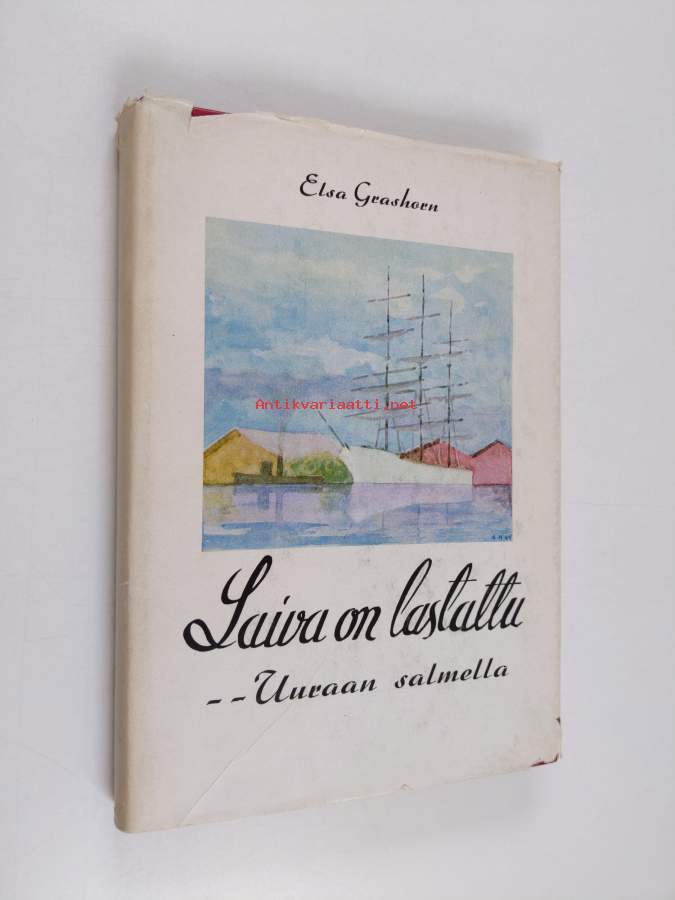 Elsa Grashorn
Antikvariaatti.net
Laiva on lastattu
-- Uuraan salmella